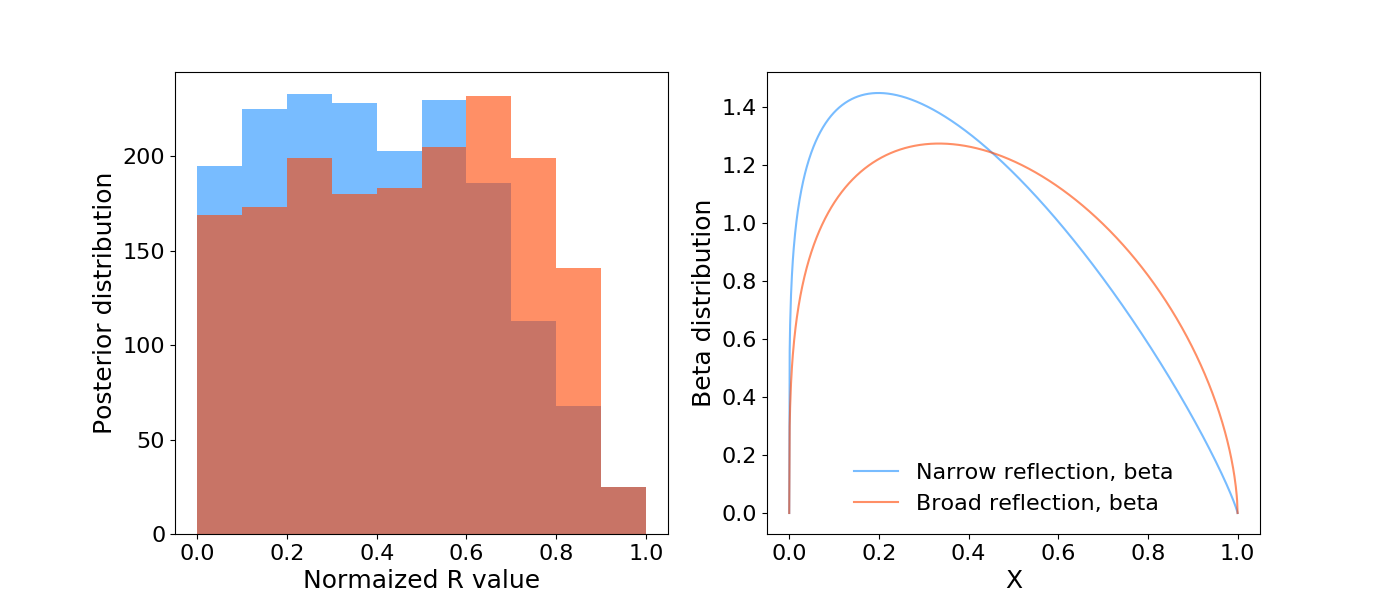 Posterior distribution
200
150
100
50
0
0.0 0.2 0.4 0.6 0.8 1.0
Normaized R value
Beta distribution
1.4
1.2
1.0
0.8
0.6
0.4
0.2
0.0
Narrow reflection, beta
Broad reflection, beta
0.0 0.2 0.4 0.6 0.8 1.0
X